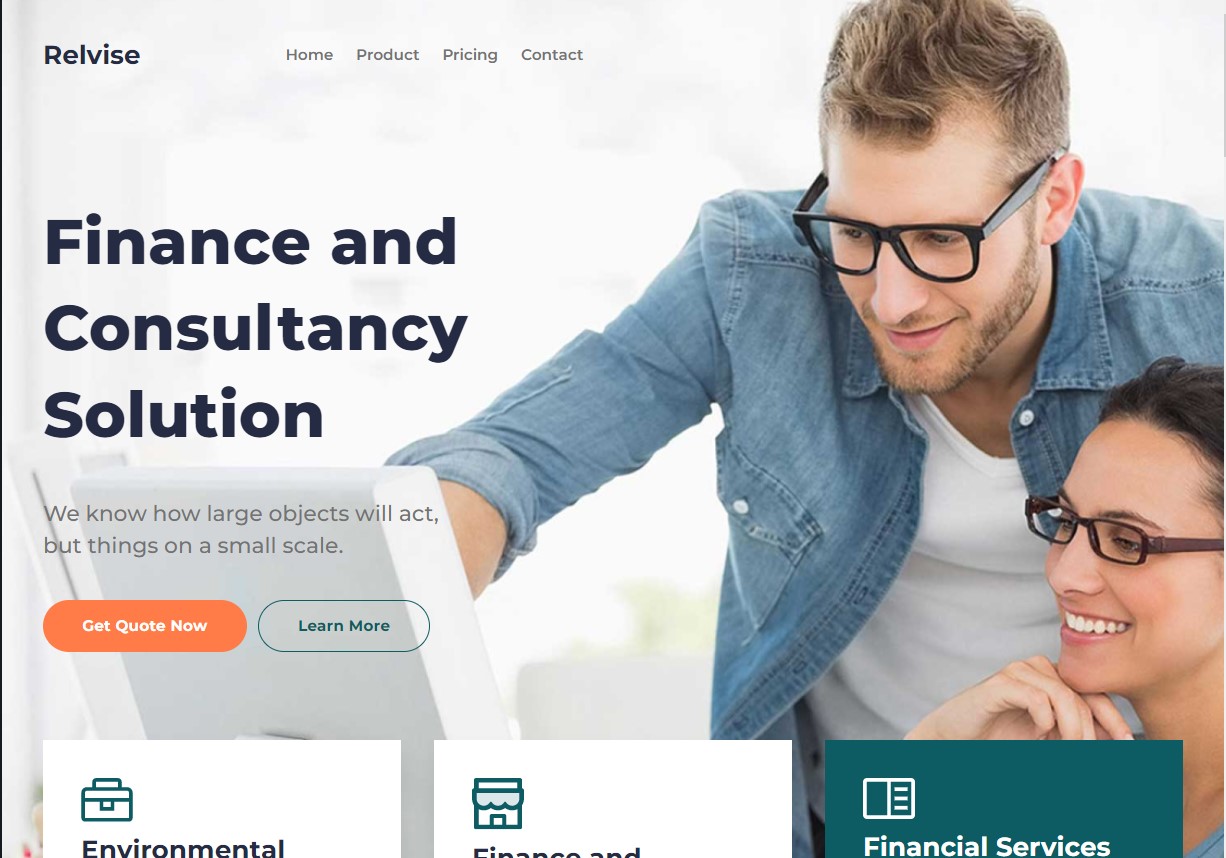 Relvise
Home Product Pricing Contact
Finance and
Consultancy
Solution
We know how large objects will act,
but things on a small scale.
Get Quote Now Learn More
Environmental
Finance and
Financial Services